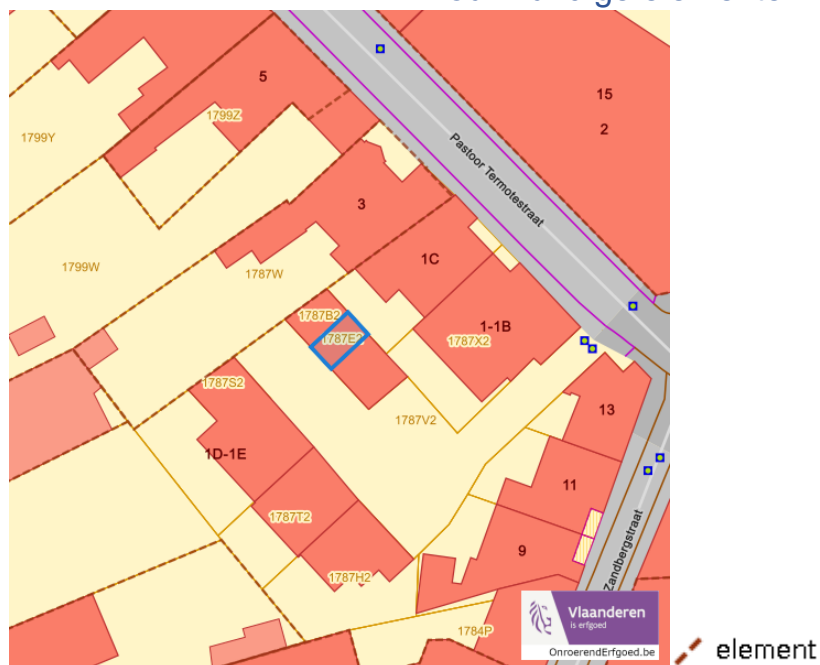 5
15
2
1799Z
1799Y
Pastoor Termotestraat
3
1C
1799W
1787W
1787B2
1-1B
1787E2
1787X2
1787S2
13
1787V2
1D-1E
11
1787T2
9
Zandbergstraat
1787H2
1784P
Vlaanderen
is erfgoed
OnroerendErfgoed.be
element